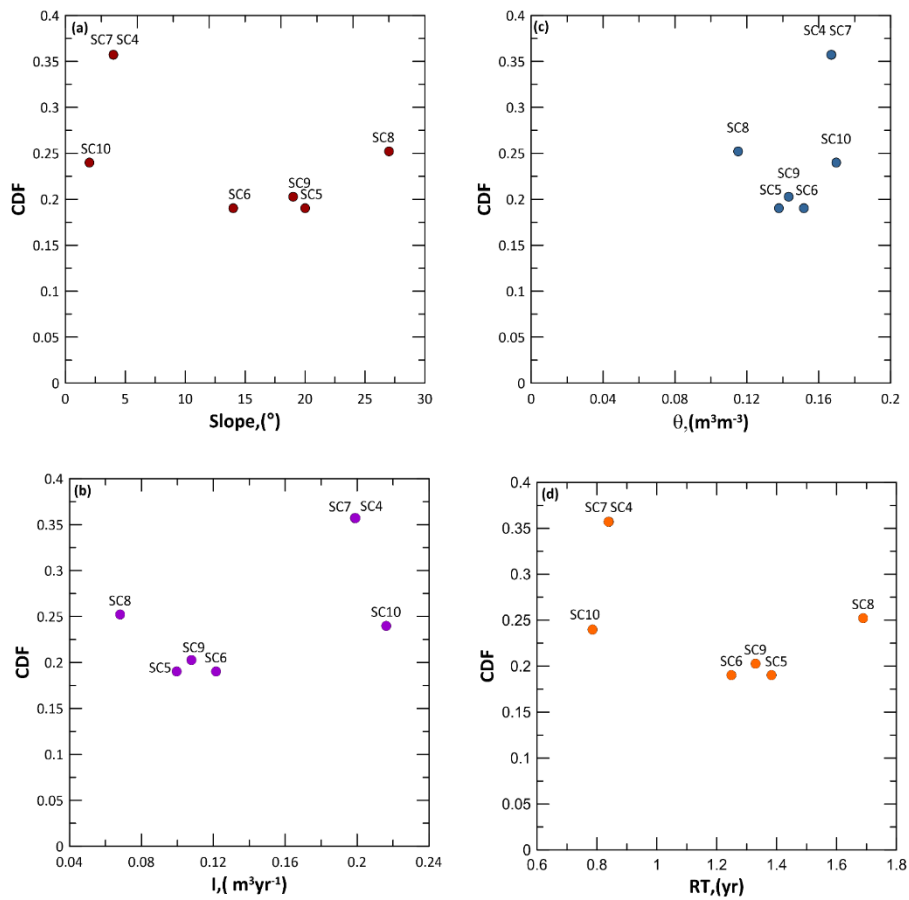 (a)
0.4
0.35
0.3
0.25
0.2
0.15
0.1
0.05
0
CDF
SC7 SC4
SC10
SC6
SC9
SC5
SC8
0 5 10 15 20 25 30
Slope,(°)
(c)
0.4
0.35
0.3
0.25
0.2
0.15
0.1
0.05
0
CDF
SC4 SC7
SC8
SC10
SC9
SC5 SC6
0 0.04 0.08 0.12 0.16 0.2
θ,(m³m⁻³)
(b)
0.4
0.35
0.3
0.25
0.2
0.15
0.1
0.05
0
CDF
SC7 SC4
SC8
SC10
SC9
SC5 SC6
0.04 0.08 0.12 0.16 0.2 0.24
I,( m³yr⁻¹)
(d)
0.4
0.35
0.3
0.25
0.2
0.15
0.1
0.05
0
CDF
SC7 SC4
SC10
SC8
SC9
SC6 SC5
0.6 0.8 1 1.2 1.4 1.6 1.8
RT,(yr)